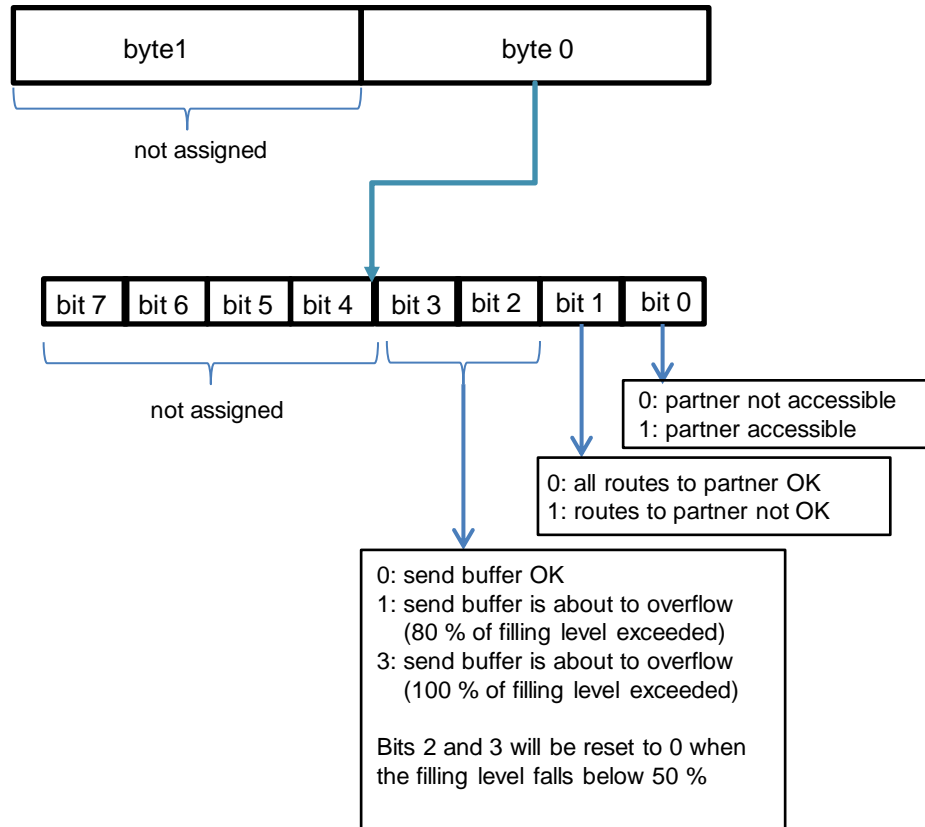 byte1 byte 0
not assigned
bit 7 bit 6 bit 5 bit 4 bit 3 bit 2 bit 1 bit 0
not assigned
0: partner not accessible
1: partner accessible
0: all routes to partner OK
1: routes to partner not OK
0: send buffer OK
1: send buffer is about to overflow
(80 % of filling level exceeded)
3: send buffer is about to overflow
(100 % of filling level exceeded)
Bits 2 and 3 will be reset to 0 when
the filling level falls below 50 %